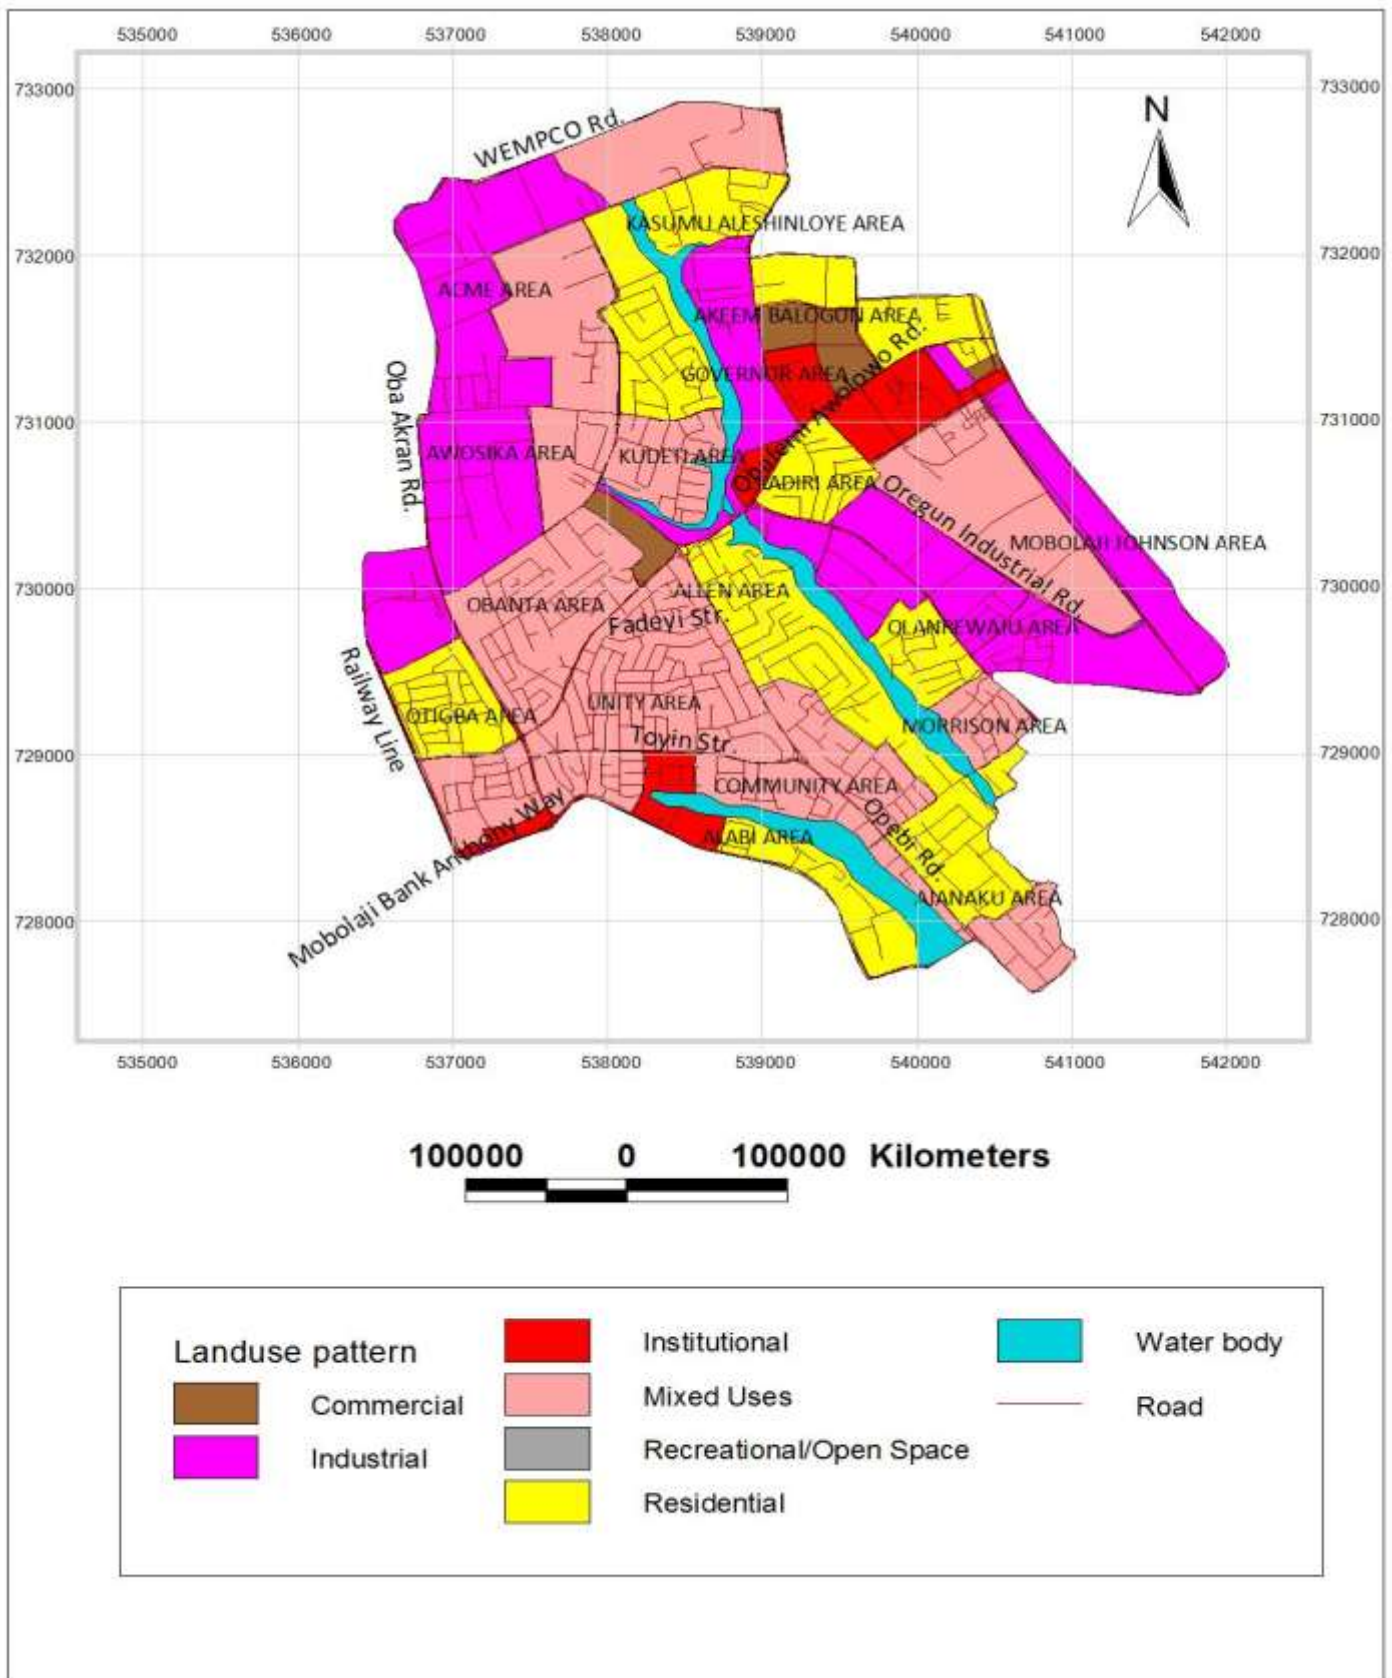 535000 536000 537000 538000 539000 540000 541000 542000
733000 733000
N
WEMPCO Rd.
KASUMU ALESHINLOYE AREA
732000 732000
ACME AREA
AKEEM BALOGUN AREA
Obafemi Awolowo Rd.
GOVERNOR AREA
Oba Akran Rd.
731000 731000
AWOSIKA AREA
KUDETI AREA
KADIRI AREA
Oregun Industrial Rd.
MOBOLAJI JOHNSON AREA
730000 730000
ALLEN AREA
OBANTA AREA
Fadeyi Str.
OLANREWAJU AREA
Railway Line
UNITY AREA
OTIGBA AREA
MORRISON AREA
Toyin Str.
729000 729000
COMMUNITY AREA
Mobolaji Bank Anthony Way
Opebi Rd.
ALABI AREA
AJANAKU AREA
728000 728000
535000 536000 537000 538000 539000 540000 541000 542000
100000 0 100000 Kilometers
Landuse pattern
Commercial
Industrial
Institutional
Mixed Uses
Recreational/Open Space
Residential
Water body
Road